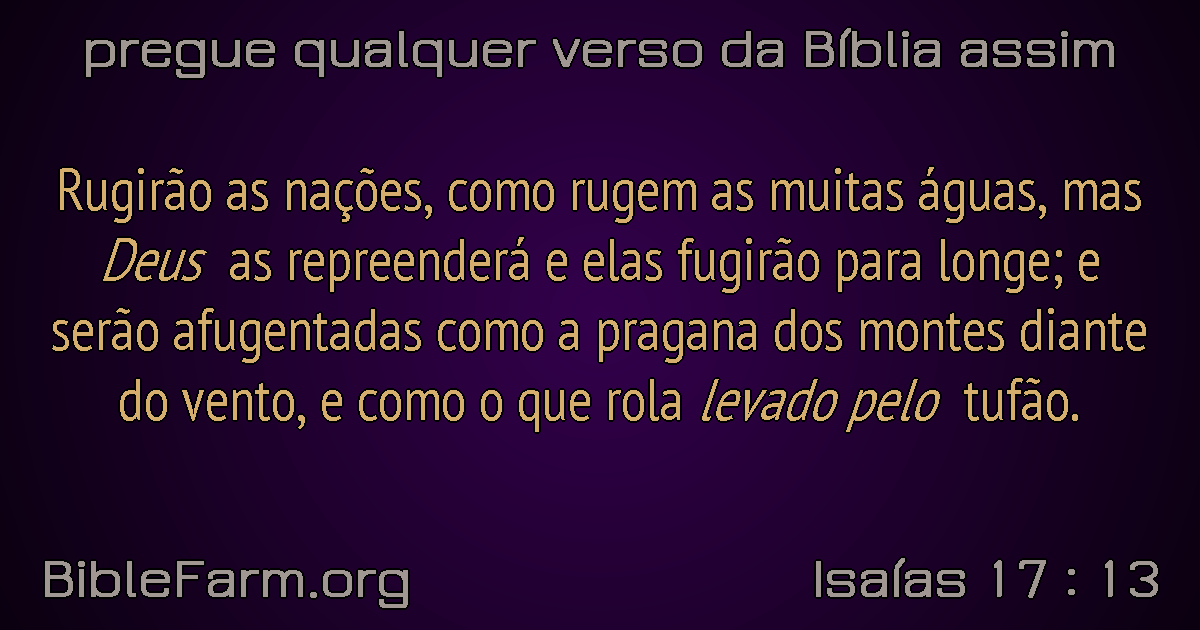 pregue qualquer verso da Bíblia assim
Rugirão as nações, como rugem as muitas águas, mas
Deus as repreenderá e elas fugirão para longe; e
serão afugentadas como a pragana dos montes diante
do vento, e como o que rola levado pelo tufão.
BibleFarm.org
Isaías 17 : 13